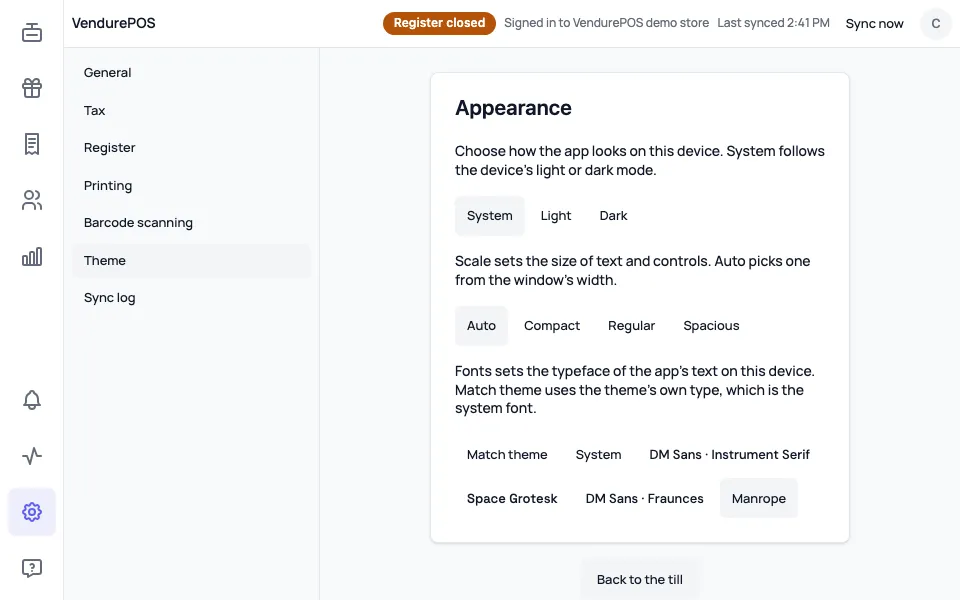 VendurePOS
Register closed
Signed in to VendurePOS demo store
Last synced 2:41 PM
Sync now
C
General
Tax
Register
Printing
Barcode scanning
Theme
Sync log
Appearance
Choose how the app looks on this device. System follows
the device's light or dark mode.
System
Light
Dark
Scale sets the size of text and controls. Auto picks one
from the window's width.
Auto
Compact
Regular
Spacious
Fonts sets the typeface of the app's text on this device.
Match theme uses the theme's own type, which is the
system font.
Match theme
System
DM Sans · Instrument Serif
Space Grotesk
DM Sans · Fraunces
Manrope
Back to the till